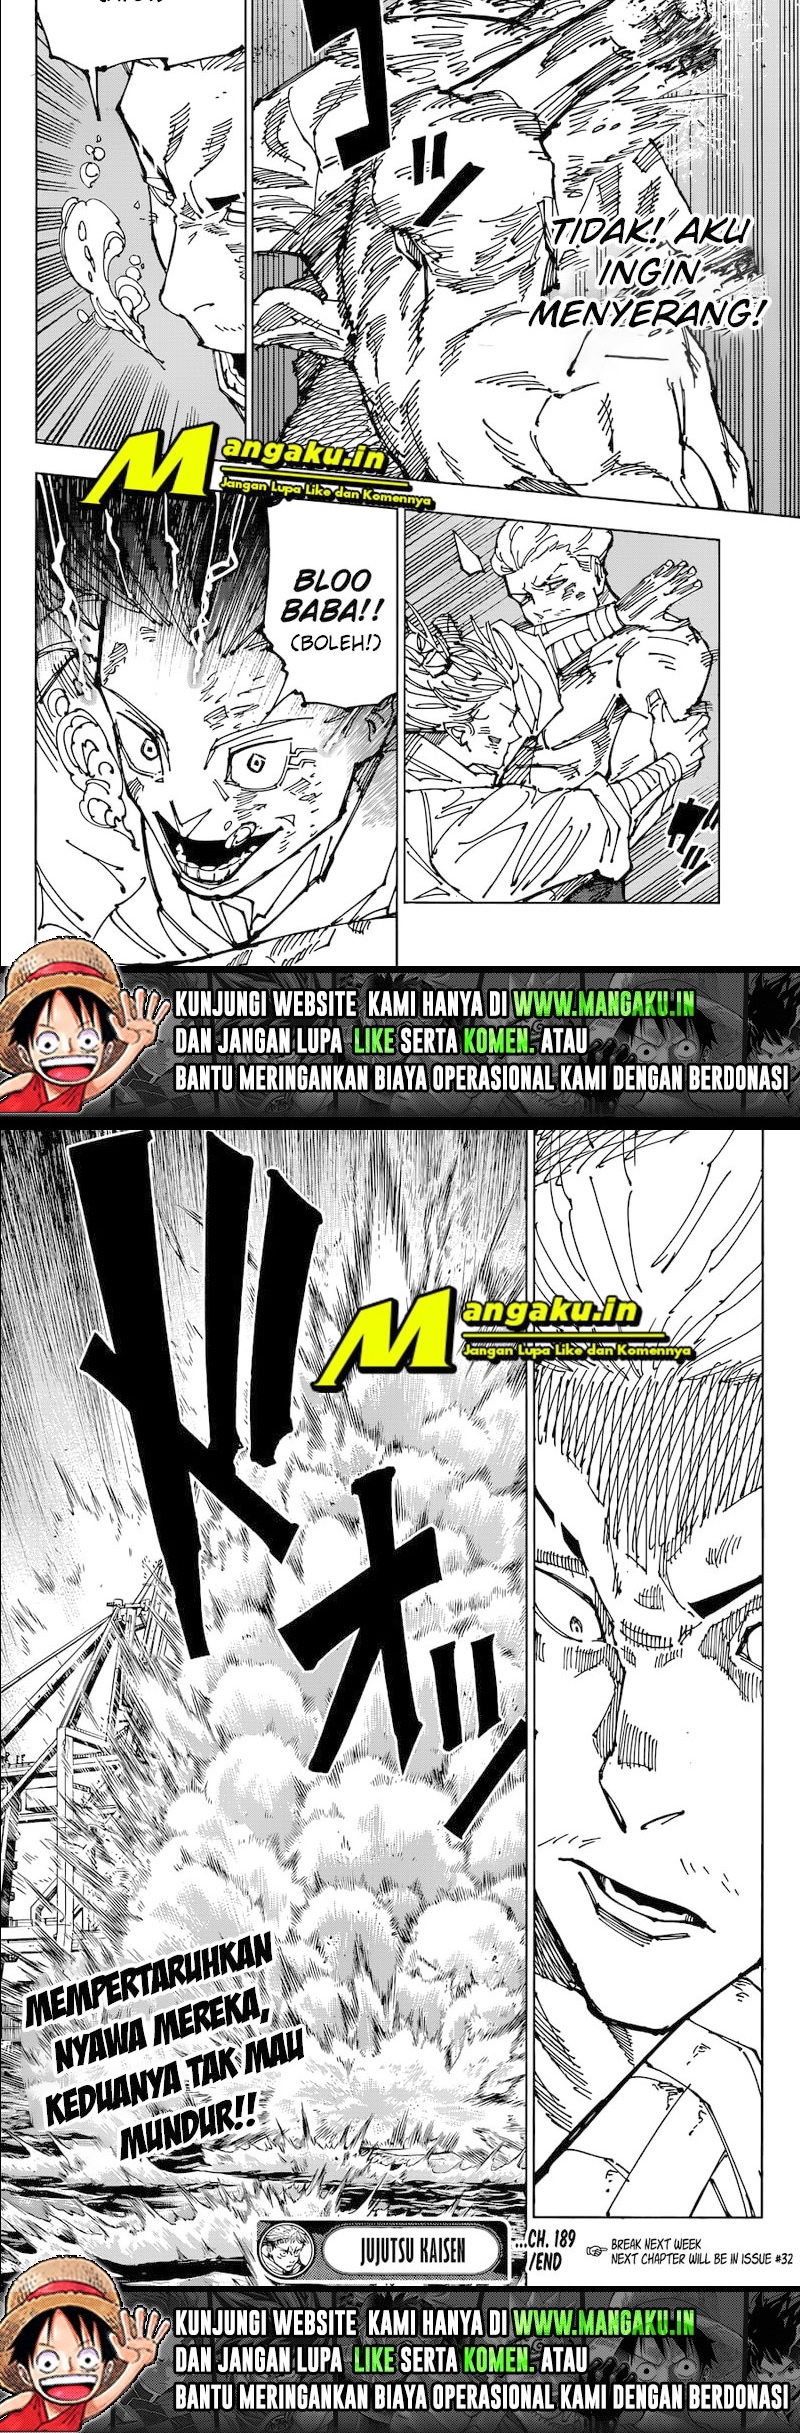 TIDAK! AKU
INGIN
MENYERANG!
Mangaku.in
Jangan Lupa Like dan Komennya
BLOO
BABA!!
(BOLEH!)
KUNJUNGI WEBSITE KAMI HANYA DI WWW.MANGAKU.IN
DAN JANGAN LUPA LIKE SERTA KOMEN. ATAU
BANTU MERINGANKAN BIAYA OPERASIONAL KAMI DENGAN BERDONASI
Mangaku.in
Jangan Lupa Like dan Komennya
ドォッ
MEMPERTARUHKAN
NYAWA MEREKA,
KEDUANYA TAK MAU
MUNDUR!!
JUJUTSU KAISEN
...CH. 189
/END
☞ BREAK NEXT WEEK
NEXT CHAPTER WILL BE IN ISSUE #32
KUNJUNGI WEBSITE KAMI HANYA DI WWW.MANGAKU.IN
DAN JANGAN LUPA LIKE SERTA KOMEN. ATAU
BANTU MERINGANKAN BIAYA OPERASIONAL KAMI DENGAN BERDONASI